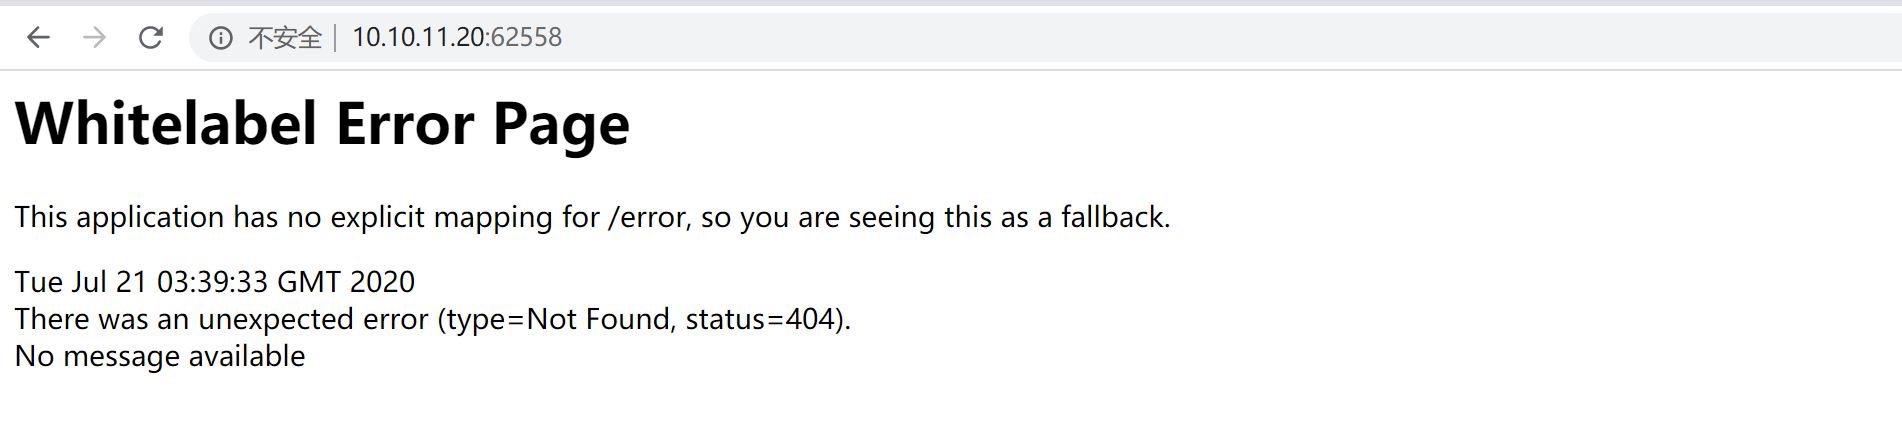 不安全 10.10.11.20:62558
Whitelabel Error Page
This application has no explicit mapping for /error, so you are seeing this as a fallback.
Tue Jul 21 03:39:33 GMT 2020
There was an unexpected error (type=Not Found, status=404).
No message available